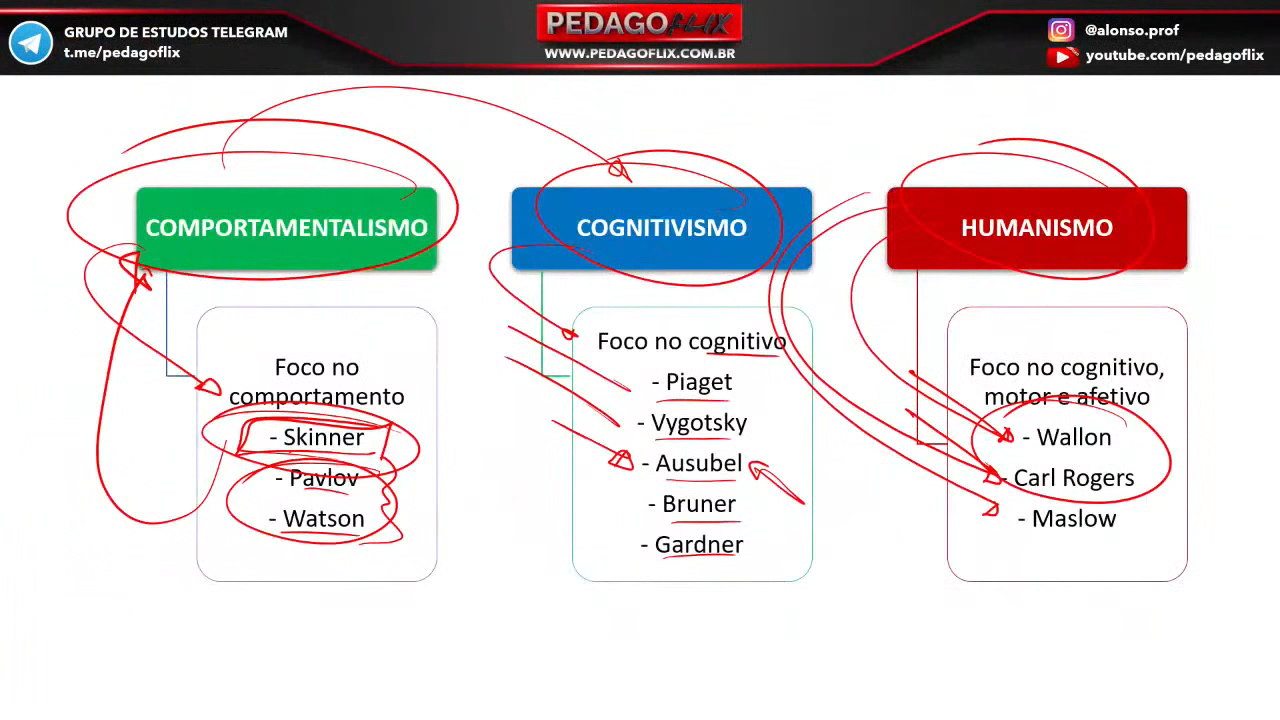 GRUPO DE ESTUDOS TELEGRAM
t.me/pedagoflix
PEDAGOFLIX
WWW.PEDAGOFLIX.COM.BR
@alonso.prof
youtube.com/pedagoflix
COMPORTAMENTALISMO
Foco no
comportamento
- Skinner
- Pavlov
- Watson
COGNITIVISMO
Foco no cognitivo
- Piaget
- Vygotsky
- Ausubel
- Bruner
- Gardner
HUMANISMO
Foco no cognitivo,
motor e afetivo
- Wallon
- Carl Rogers
- Maslow